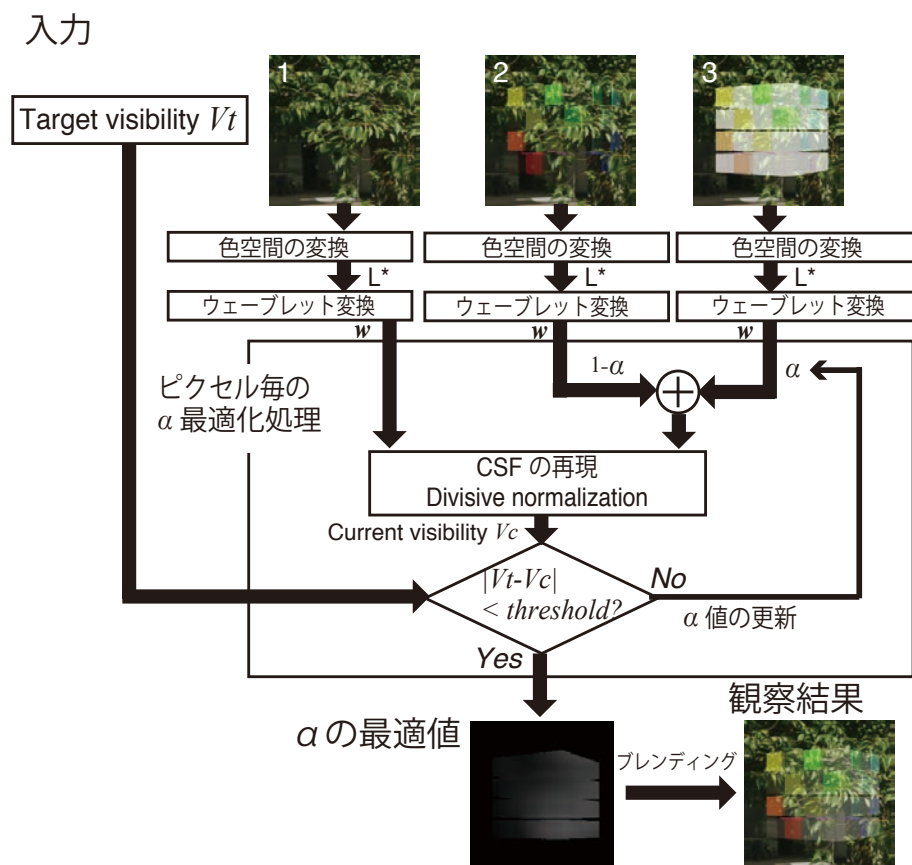 入力
1
2
3
Target visibility Vt
色空間の変換
色空間の変換
色空間の変換
L*
L*
L*
ウェーブレット変換
ウェーブレット変換
ウェーブレット変換
w
w
w
ピクセル毎の
α 最適化処理
1-α
α
CSF の再現
Divisive normalization
Current visibility Vc
|Vt-Vc|
< threshold?
No
α 値の更新
Yes
αの最適値
観察結果
ブレンディング